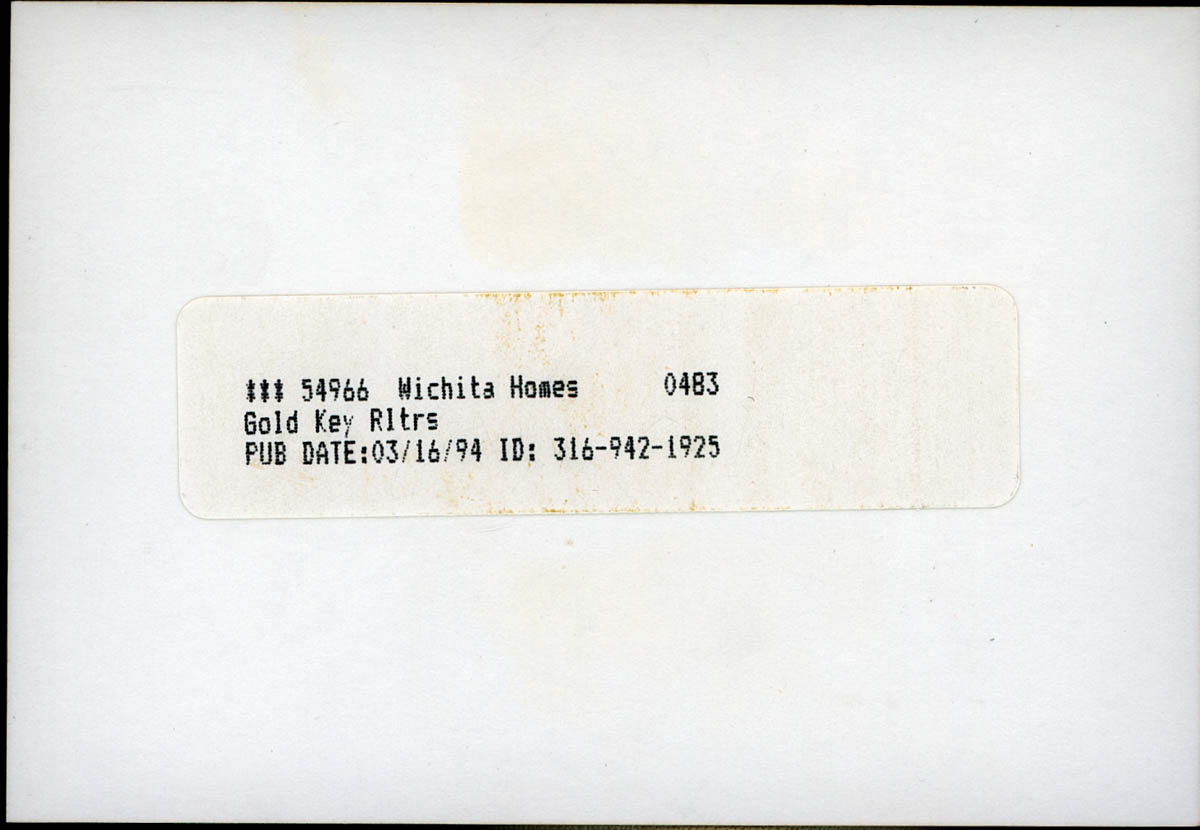 *** 54966 Wichita Homes 0483
Gold Key Rltrs
PUB DATE:03/16/94 ID: 316-942-1925